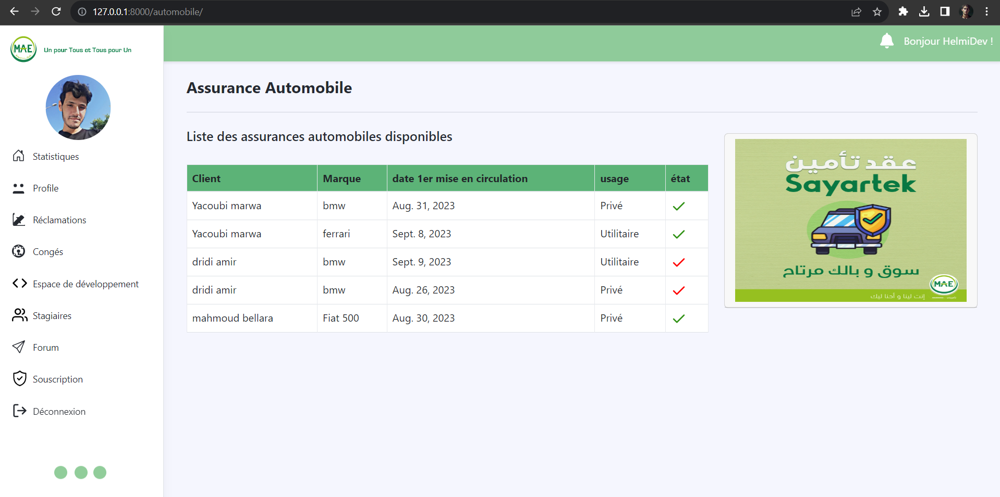 127.0.0.1:8000/automobile/
MAE
Un pour Tous et Tous pour Un
Bonjour HelmiDev !
Statistiques
Profile
Réclamations
Congés
Espace de développement
Stagiaires
Forum
Souscription
Déconnexion
Assurance Automobile
Liste des assurances automobiles disponibles
Client Marque date 1er mise en circulation usage état
Yacoubi marwa bmw Aug. 31, 2023 Privé
Yacoubi marwa ferrari Sept. 8, 2023 Utilitaire
dridi amir bmw Sept. 9, 2023 Utilitaire
dridi amir bmw Aug. 26, 2023 Privé
mahmoud bellara Fiat 500 Aug. 30, 2023 Privé
عقد تأمين
Sayartek
سوق و بالك مرتاح
MAE
إنت لينا و أحنا ليك